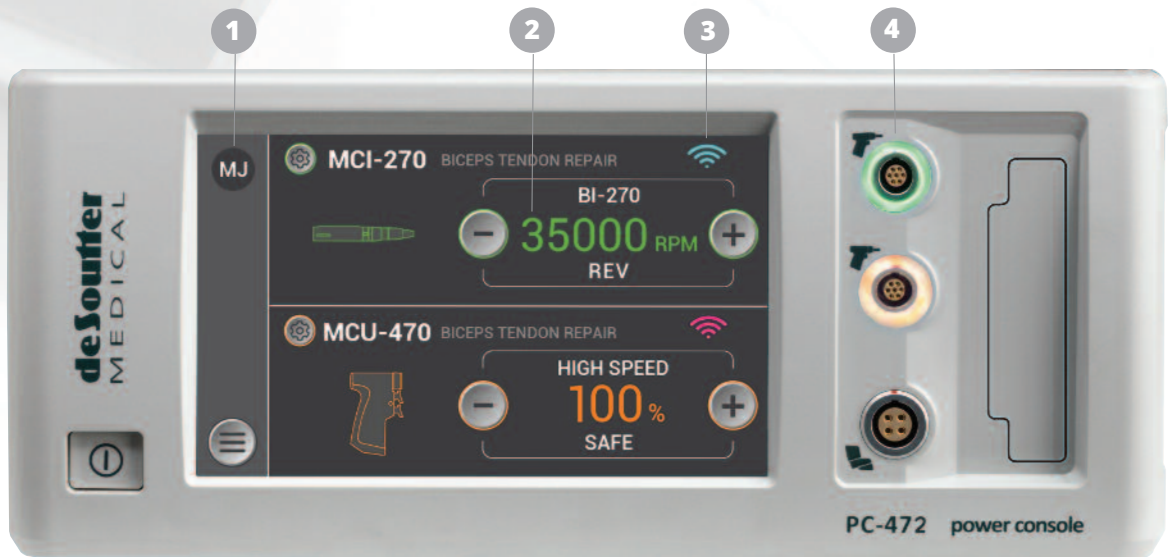 1
2
3
4
deSoutter
MEDICAL
MJ
MCI-270 BICEPS TENDON REPAIR
BI-270
35000 RPM
REV
MCU-470 BICEPS TENDON REPAIR
HIGH SPEED
100 %
SAFE
PC-472 power console